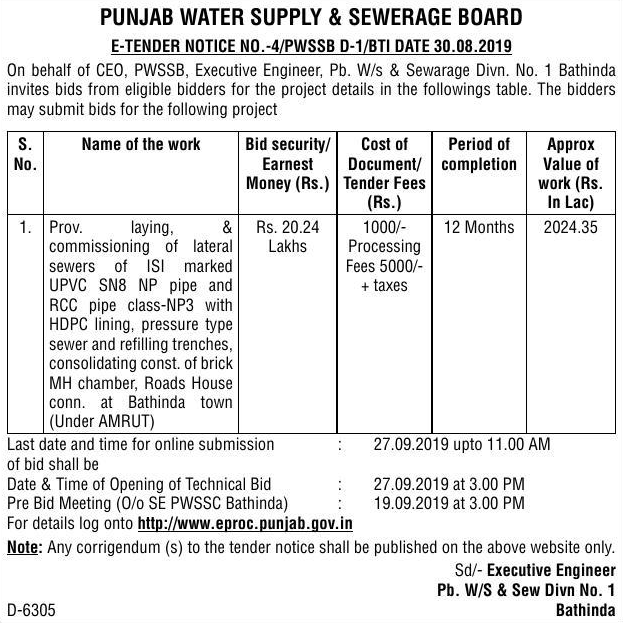 PUNJAB WATER SUPPLY & SEWERAGE BOARD
E-TENDER NOTICE NO.-4/PWSSB D-1/BTI DATE 30.08.2019
On behalf of CEO, PWSSB, Executive Engineer, Pb. W/s & Sewarage Divn. No. 1 Bathinda
invites bids from eligible bidders for the project details in the followings table. The bidders
may submit bids for the following project
S. No.
Name of the work
Bid security/ Earnest Money (Rs.)
Cost of Document/ Tender Fees (Rs.)
Period of completion
Approx Value of work (Rs. In Lac)
1.
Prov. laying, &
commissioning of lateral
sewers of ISI marked
UPVC SN8 NP pipe and
RCC pipe class-NP3 with
HDPC lining, pressure type
sewer and refilling trenches,
consolidating const. of brick
MH chamber, Roads House
conn. at Bathinda town
(Under AMRUT)
Rs. 20.24
Lakhs
1000/-
Processing
Fees 5000/-
+ taxes
12 Months
2024.35
Last date and time for online submission : 27.09.2019 upto 11.00 AM
of bid shall be
Date & Time of Opening of Technical Bid : 27.09.2019 at 3.00 PM
Pre Bid Meeting (O/o SE PWSSC Bathinda) : 19.09.2019 at 3.00 PM
For details log onto http://www.eproc.punjab.gov.in
Note: Any corrigendum (s) to the tender notice shall be published on the above website only.
Sd/- Executive Engineer
Pb. W/S & Sew Divn No. 1
D-6305 Bathinda